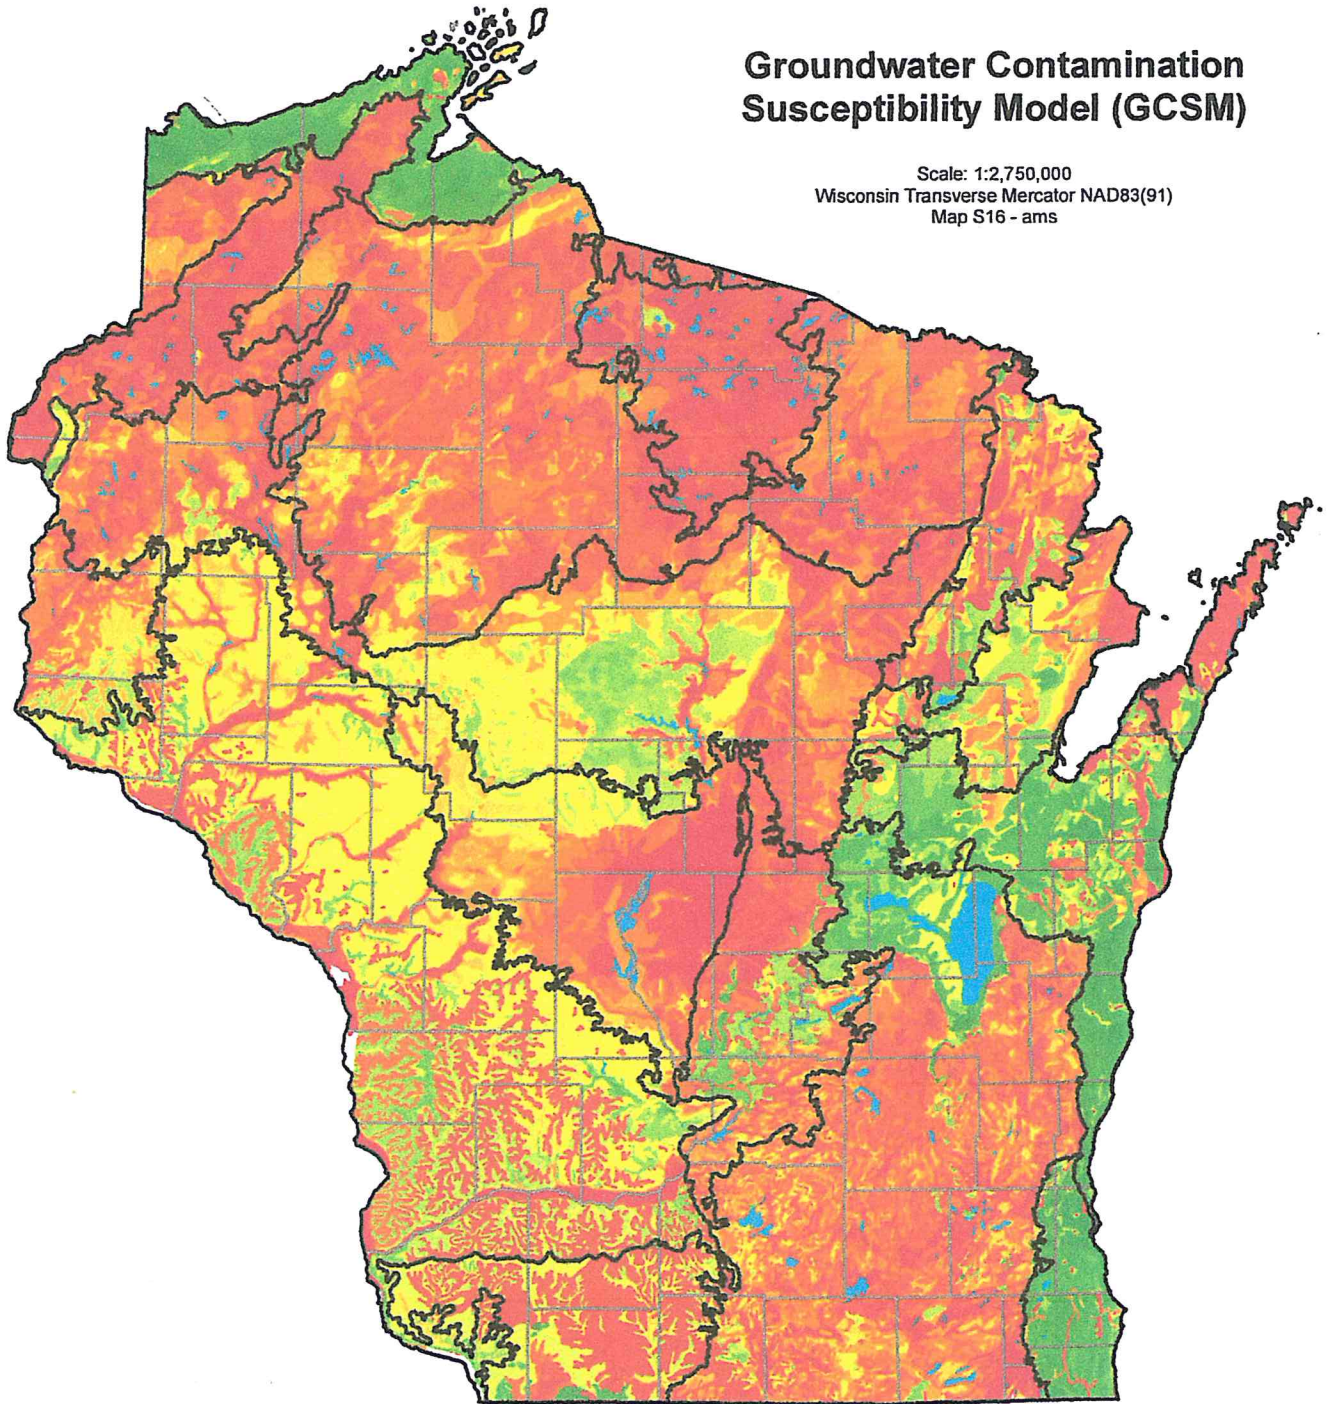 Groundwater Contamination
Susceptibility Model (GCSM)
Scale: 1:2,750,000
Wisconsin Transverse Mercator NAD83(91)
Map S16 - ams